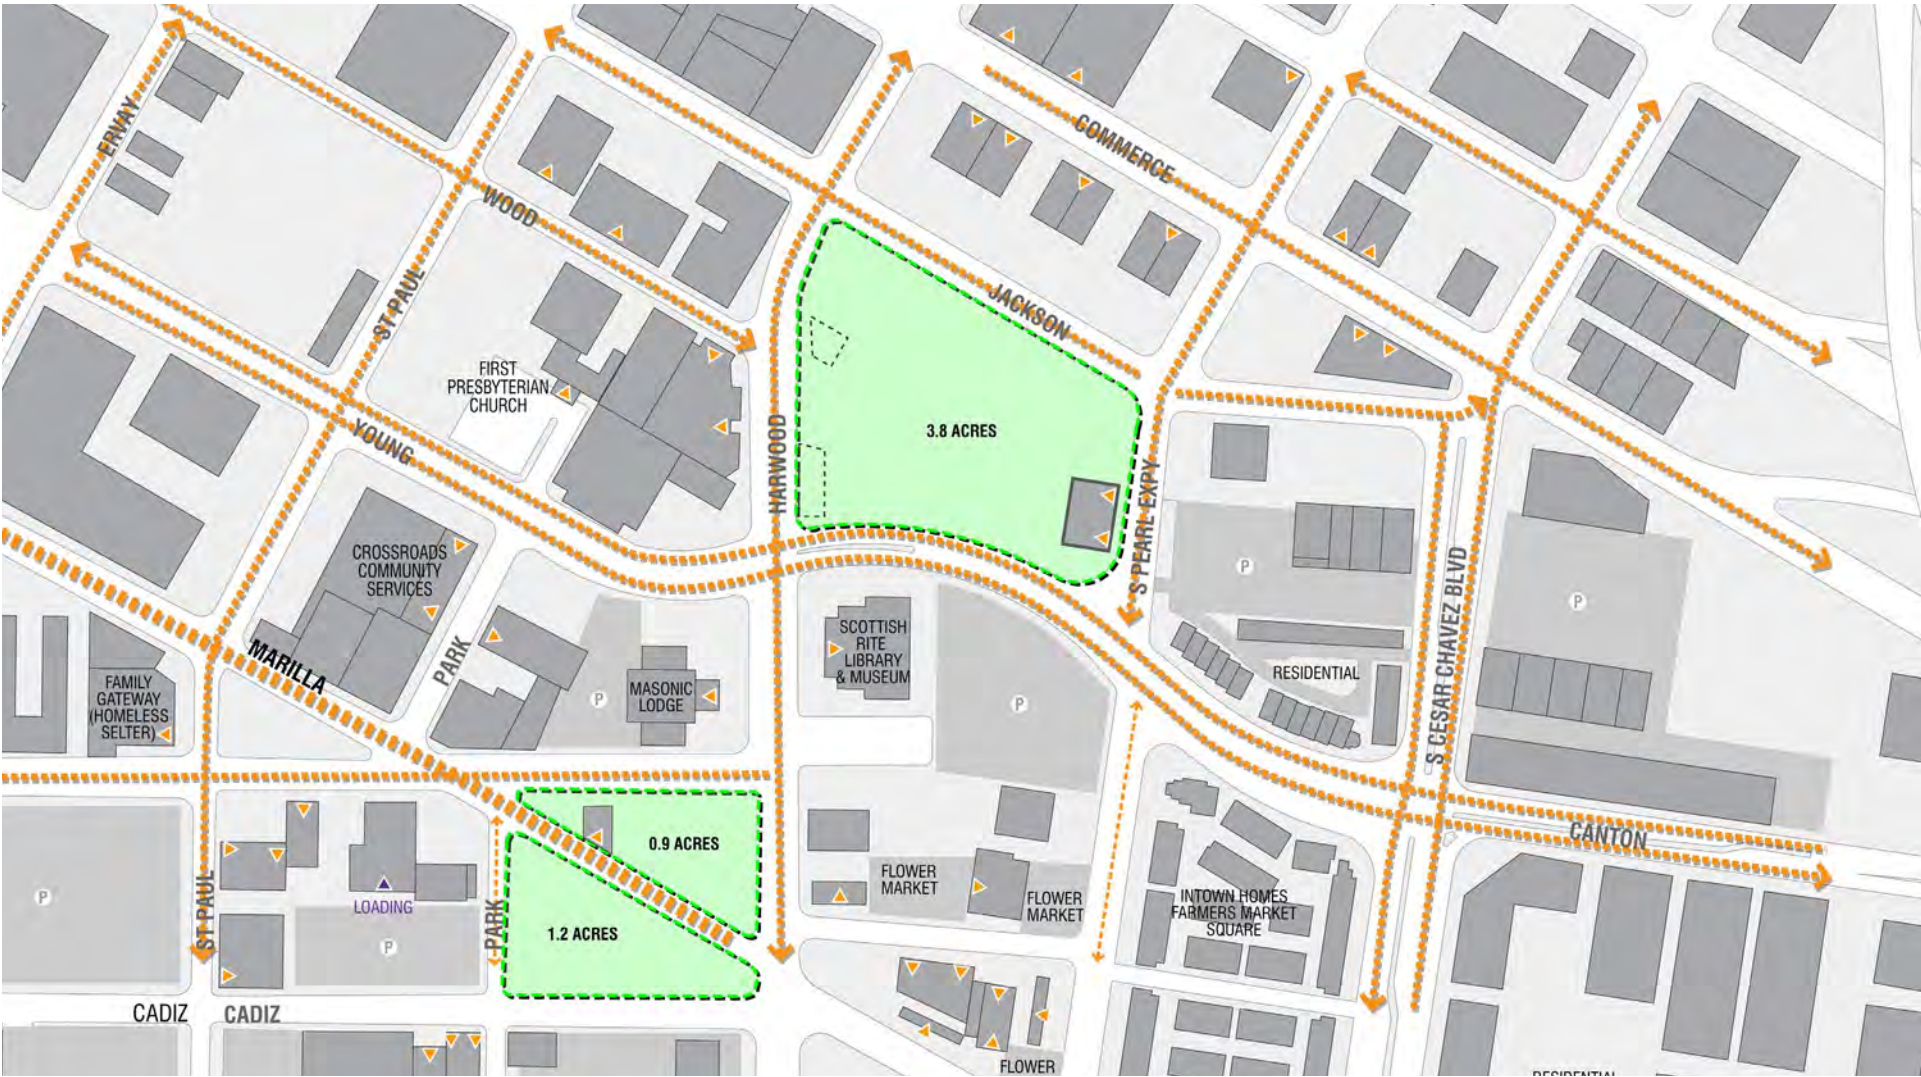 ERVAY
COMMERCE
WOOD
ST PAUL
JACKSON
FIRST
PRESBYTERIAN
CHURCH
YOUNG
HARWOOD
3.8 ACRES
S PEARL EXPY
CROSSROADS
COMMUNITY
SERVICES
P
P
S CESAR CHAVEZ BLVD
MARILLA
PARK
SCOTTISH
RITE
LIBRARY
& MUSEUM
RESIDENTIAL
FAMILY
GATEWAY
(HOMELESS
SELTER)
P
MASONIC
LODGE
P
CANTON
0.9 ACRES
FLOWER
MARKET
FLOWER
MARKET
INTOWN HOMES
FARMERS MARKET
SQUARE
P
ST PAUL
LOADING
P
PARK
1.2 ACRES
CADIZ
CADIZ
FLOWER
RESIDENTIAL